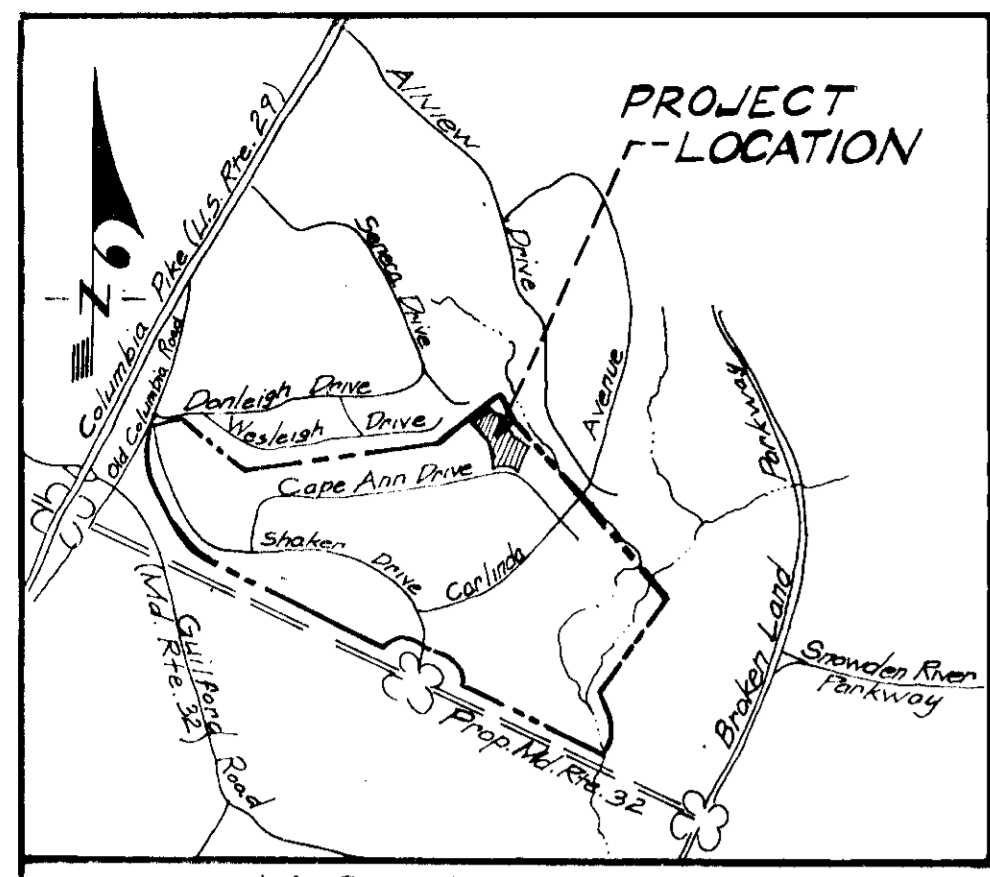 PROJECT
LOCATION
Allview
Drive
Columbia Pike (U.S. Rte. 29)
Old Columbia Road
N
Seneca Drive
Donleigh Drive
Wesleigh Drive
Cape Ann Drive
Shaker Drive
Carlinda
Avenue
Guilford Road
(Md Rte. 32)
Prop. Md. Rte. 32
Broken Land
Parkway
Snowden River
Parkway